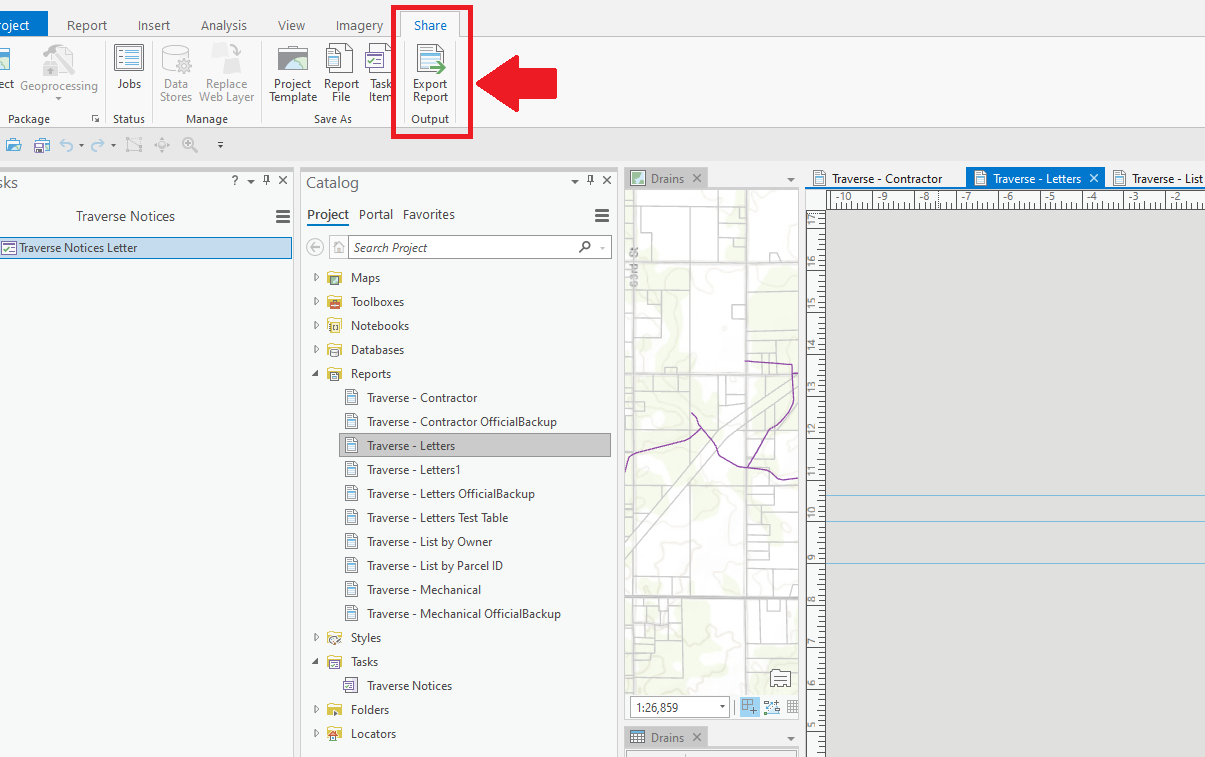 oject Report Insert Analysis View Imagery Share
ect Geoprocessing Jobs Data Stores Replace Web Layer Project Template Report File Task Item Export Report
Package Status Manage Save As Output
sks
Traverse Notices
Traverse Notices Letter
Catalog
Project Portal Favorites
Search Project
Maps
Toolboxes
Notebooks
Databases
Reports
Traverse - Contractor
Traverse - Contractor OfficialBackup
Traverse - Letters
Traverse - Letters1
Traverse - Letters OfficialBackup
Traverse - Letters Test Table
Traverse - List by Owner
Traverse - List by Parcel ID
Traverse - Mechanical
Traverse - Mechanical OfficialBackup
Styles
Tasks
Traverse Notices
Folders
Locators
Drains
63rd St
1:26,859
Drains
Traverse - Contractor Traverse - Letters Traverse - List
-10 -9 -8 -7 -6 -5 -4 -3 -2
17
16
15
14
13
12
11
10
9
8
7
6
5